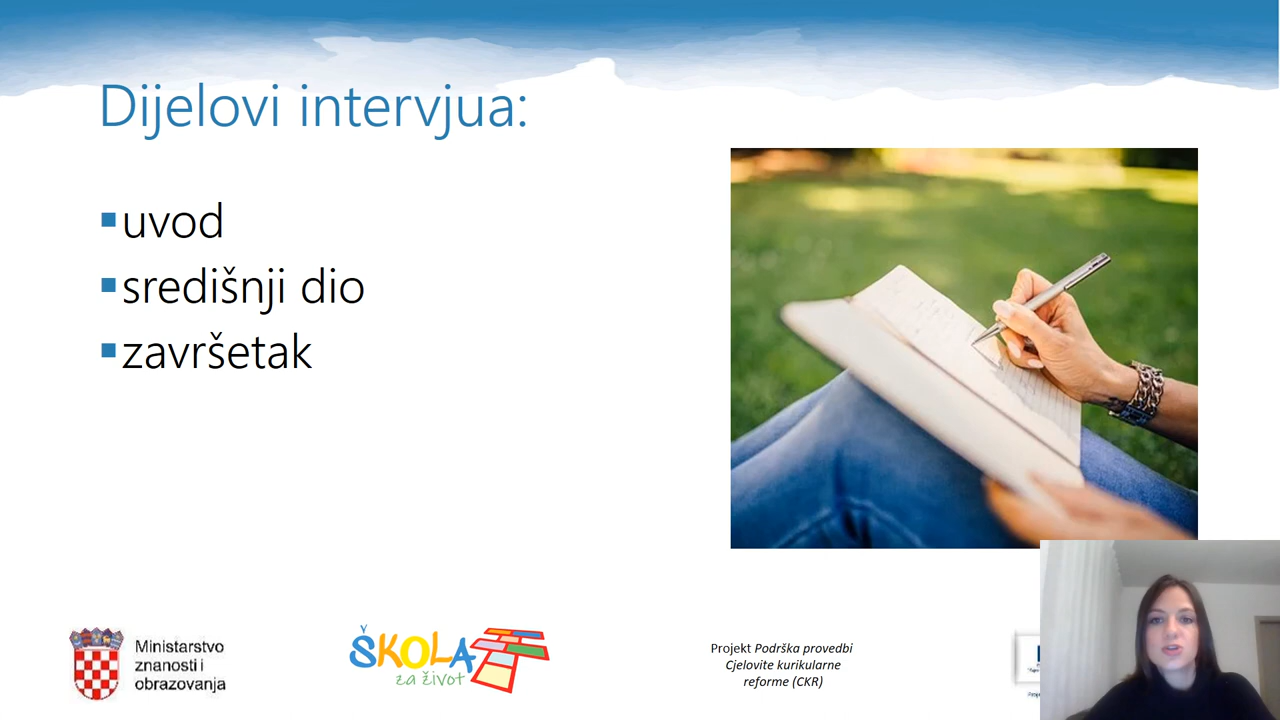 Dijelovi intervjua:
uvod
središnji dio
završetak
Ministarstvo
znanosti i
obrazovanja
ŠKOLA
za život
Projekt Podrška provedbi
Cjelovite kurikularne
reforme (CKR)